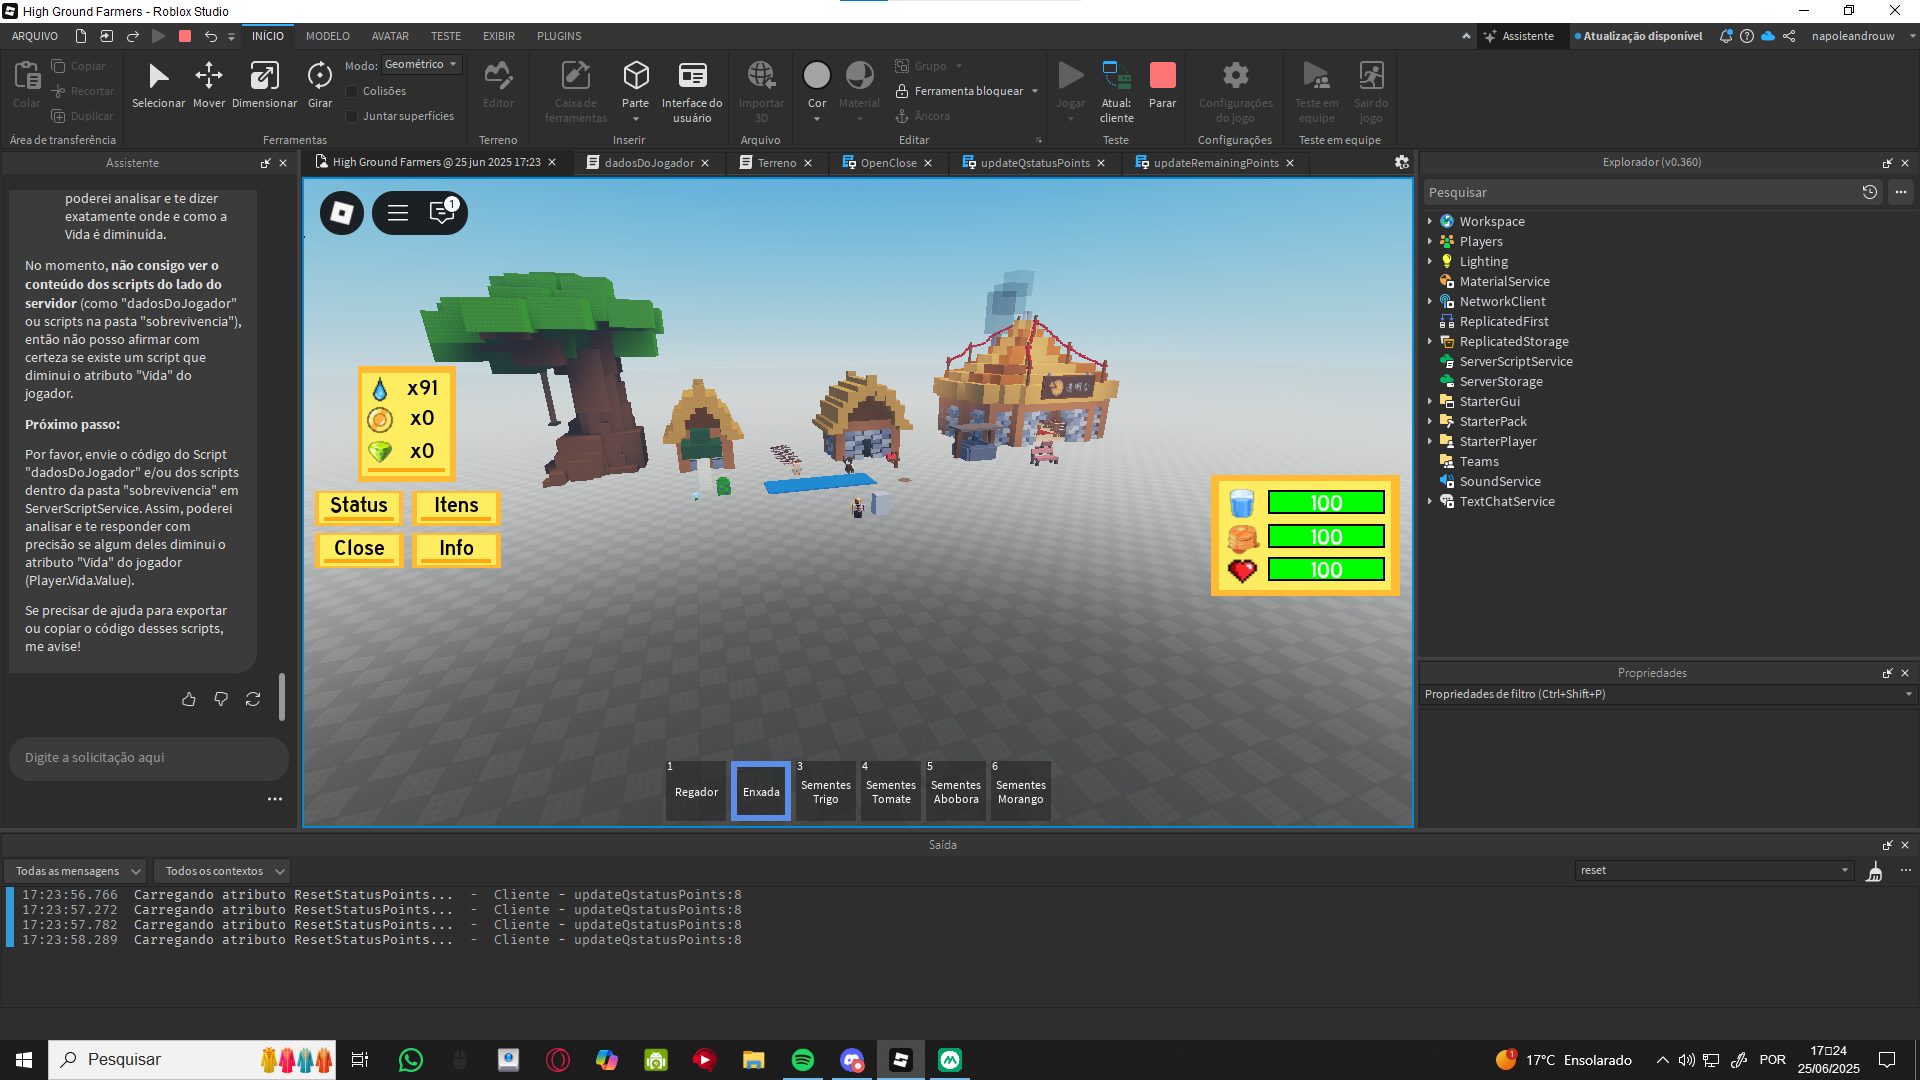 High Ground Farmers - Roblox Studio
ARQUIVO
INÍCIO
MODELO
AVATAR
TESTE
EXIBIR
PLUGINS
Assistente
Atualização disponível
napoleandrouw
Colar
Copiar
Recortar
Duplicar
Área de transferência
Selecionar
Mover
Dimensionar
Girar
Modo:
Geométrico
Colisões
Juntar superfícies
Ferramentas
Editor
Terreno
Caixa de
ferramentas
Parte
Interface do
usuário
Inserir
Importar
3D
Arquivo
Cor
Material
Grupo
Ferramenta bloquear
Âncora
Editar
Jogar
Atual:
cliente
Parar
Teste
Configurações
do jogo
Configurações
Teste em
equipe
Sair do
jogo
Teste em equipe
Assistente
High Ground Farmers @ 25 jun 2025 17:23
dadosDoJogador
Terreno
OpenClose
updateQstatusPoints
updateRemainingPoints
Explorador (v0.360)
poderei analisar e te dizer
exatamente onde e como a
Vida é diminuída.
No momento, não consigo ver o
conteúdo dos scripts do lado do
servidor (como "dadosDoJogador"
ou scripts na pasta "sobrevivencia"),
então não posso afirmar com
certeza se existe um script que
diminui o atributo "Vida" do
jogador.
Próximo passo:
Por favor, envie o código do Script
"dadosDoJogador" e/ou dos scripts
dentro da pasta "sobrevivencia" em
ServerScriptService. Assim, poderei
analisar e te responder com
precisão se algum deles diminui o
atributo "Vida" do jogador
(Player.Vida.Value).
Se precisar de ajuda para exportar
ou copiar o código desses scripts,
me avise!
Digite a solicitação aqui
1
x91
x0
x0
Status
Itens
Close
Info
100
100
100
1
Regador
Enxada
3
Sementes
Trigo
4
Sementes
Tomate
5
Sementes
Abobora
6
Sementes
Morango
Pesquisar
Workspace
Players
Lighting
MaterialService
NetworkClient
ReplicatedFirst
ReplicatedStorage
ServerScriptService
ServerStorage
StarterGui
StarterPack
StarterPlayer
Teams
SoundService
TextChatService
Propriedades
Propriedades de filtro (Ctrl+Shift+P)
Saída
Todas as mensagens
Todos os contextos
reset
17:23:56.766 Carregando atributo ResetStatusPoints... - Cliente - updateQstatusPoints:8
17:23:57.272 Carregando atributo ResetStatusPoints... - Cliente - updateQstatusPoints:8
17:23:57.782 Carregando atributo ResetStatusPoints... - Cliente - updateQstatusPoints:8
17:23:58.289 Carregando atributo ResetStatusPoints... - Cliente - updateQstatusPoints:8
Pesquisar
1
17°C Ensolarado
POR
17▯24
25/06/2025